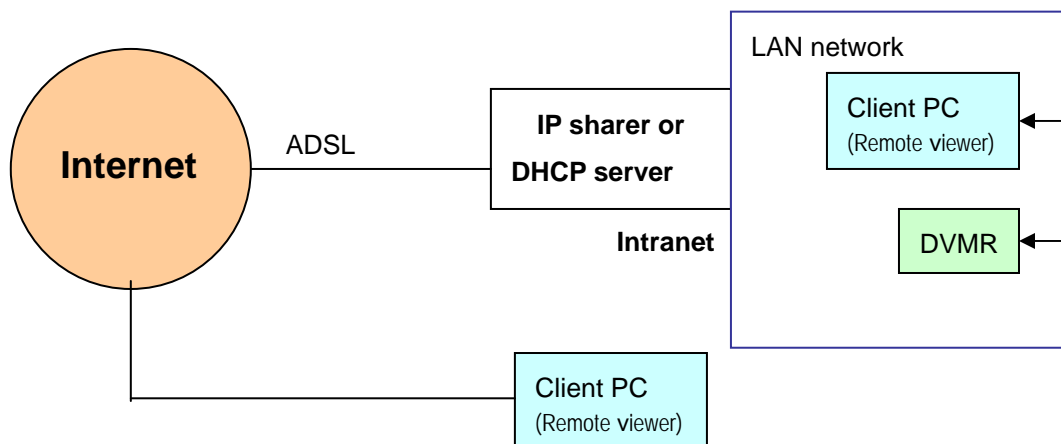 LAN network
Client PC
(Remote viewer)
IP sharer or
DHCP server
ADSL
Internet
DVMR
Intranet
Client PC
(Remote viewer)